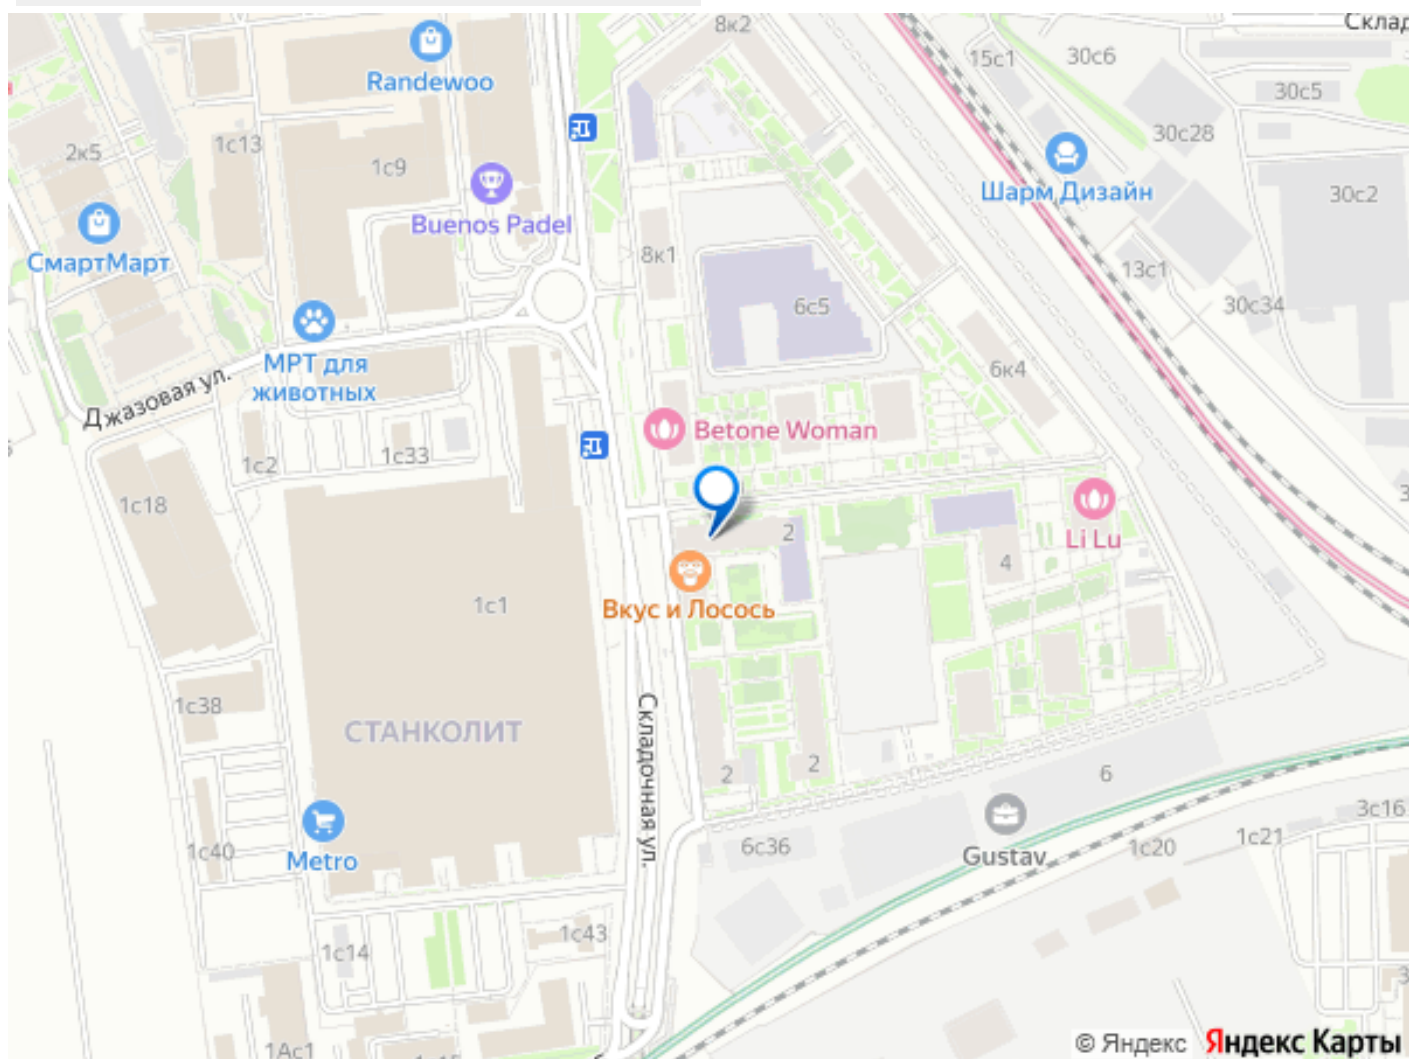 8к2
Склад
Randewoo
15с1
30с6
30с5
2к5
1с13
1с9
30с28
Шарм Дизайн
30с2
Buenos Padel
СмартМарт
8к1
13с1
30с34
6с5
МРТ для
животных
6к4
Джазовая ул.
Betone Woman
1с2
1с33
1с18
2
Li Lu
4
Вкус и Лосось
1с1
1с38
СТАНКОЛИТ
Складочная ул.
2
2
6
Metro
1с40
6с36
Gustav
1с20
1с21
3с16
1с14
1с43
1Ас1
© Яндекс
Яндекс Карты